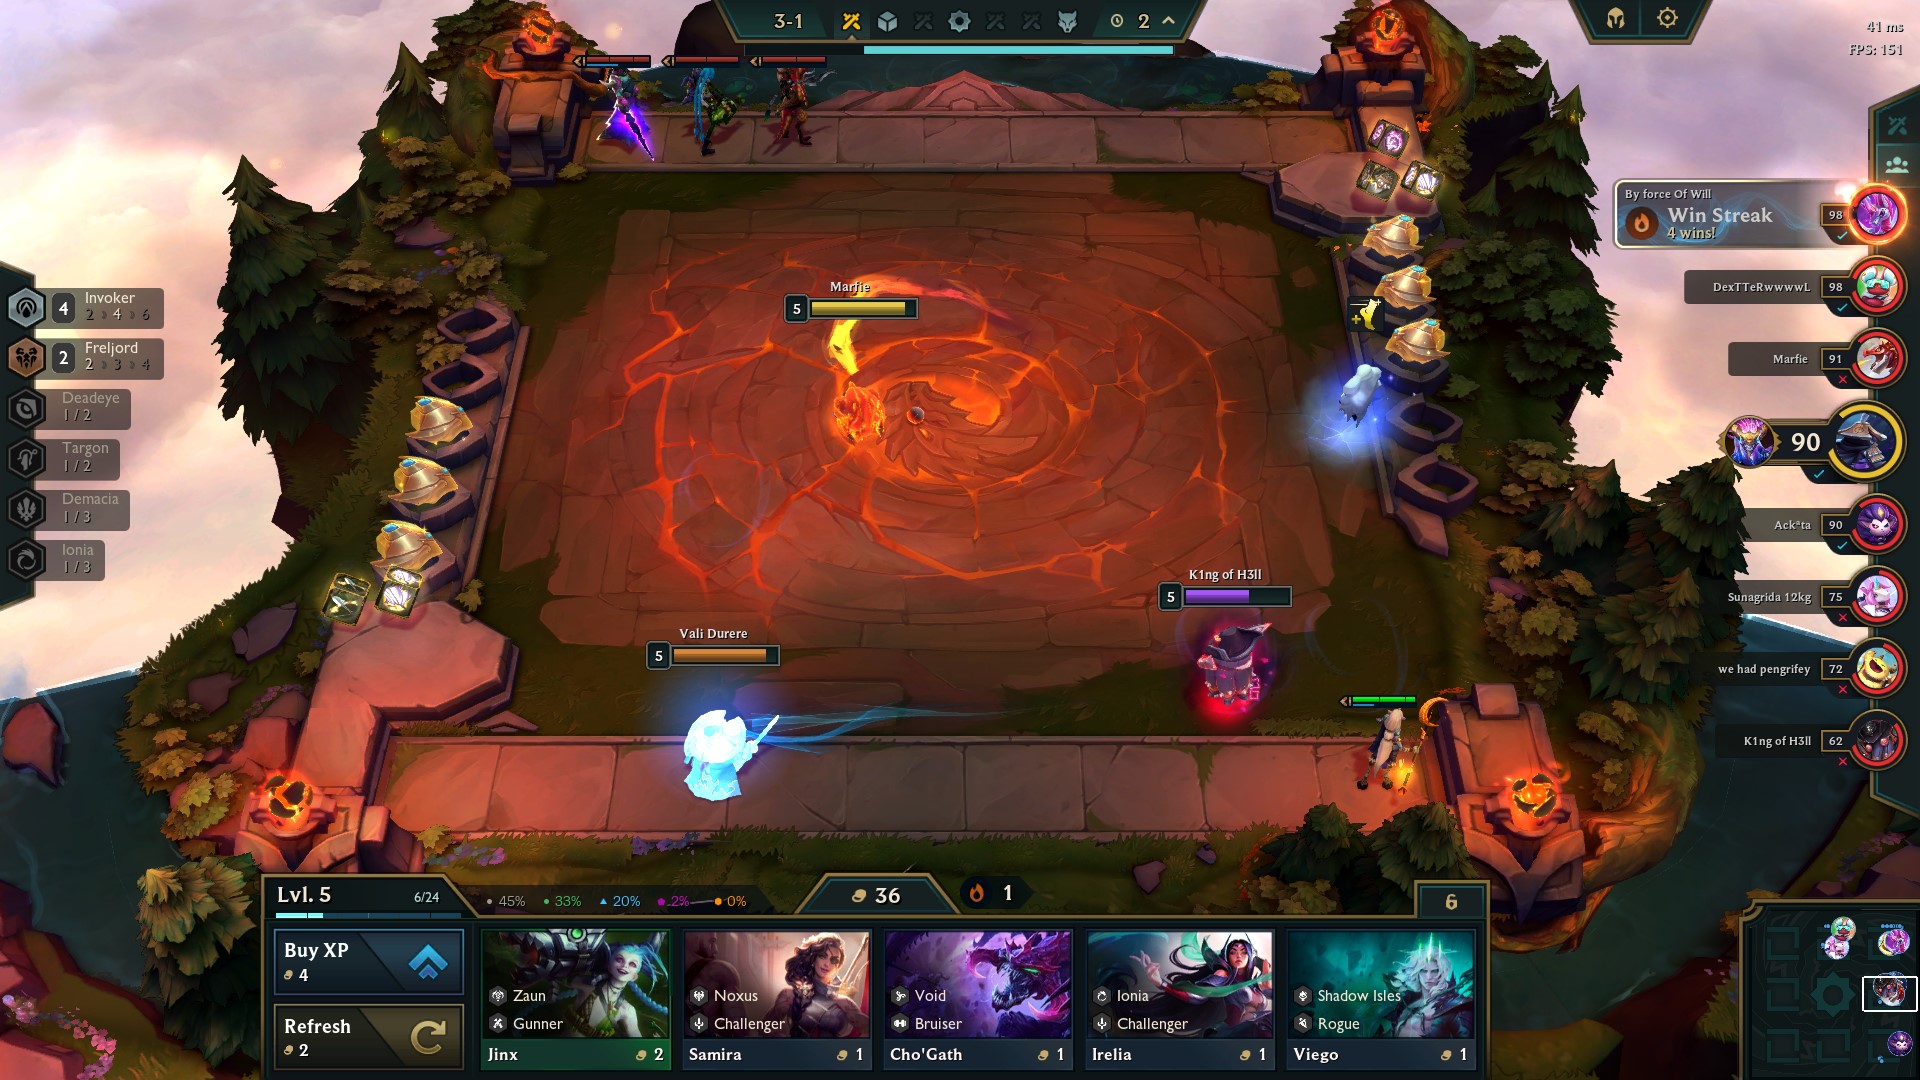 3-1
2
41 ms
FPS: 151
By force Of Will
Win Streak
4 wins!
98
DexTTeRwwwwL 98
Marfie 91
90
Ack*ta 90
Sunagrida 12kg 75
we had pengrifey 72
K1ng of H3ll 62
4 Invoker
2 › 4 › 6
2 Freljord
2 › 3 › 4
Deadeye
1 / 2
Targon
1 / 2
Demacia
1 / 3
Ionia
1 / 3
Marfie
5
K1ng of H3ll
5
Vali Durere
5
Lvl. 5 6/24
45% 33% 20% 2% 0%
36
1
6
Buy XP
4
Refresh
2
Zaun
Gunner
Jinx 2
Noxus
Challenger
Samira 1
Void
Bruiser
Cho'Gath 1
Ionia
Challenger
Irelia 1
Shadow Isles
Rogue
Viego 1